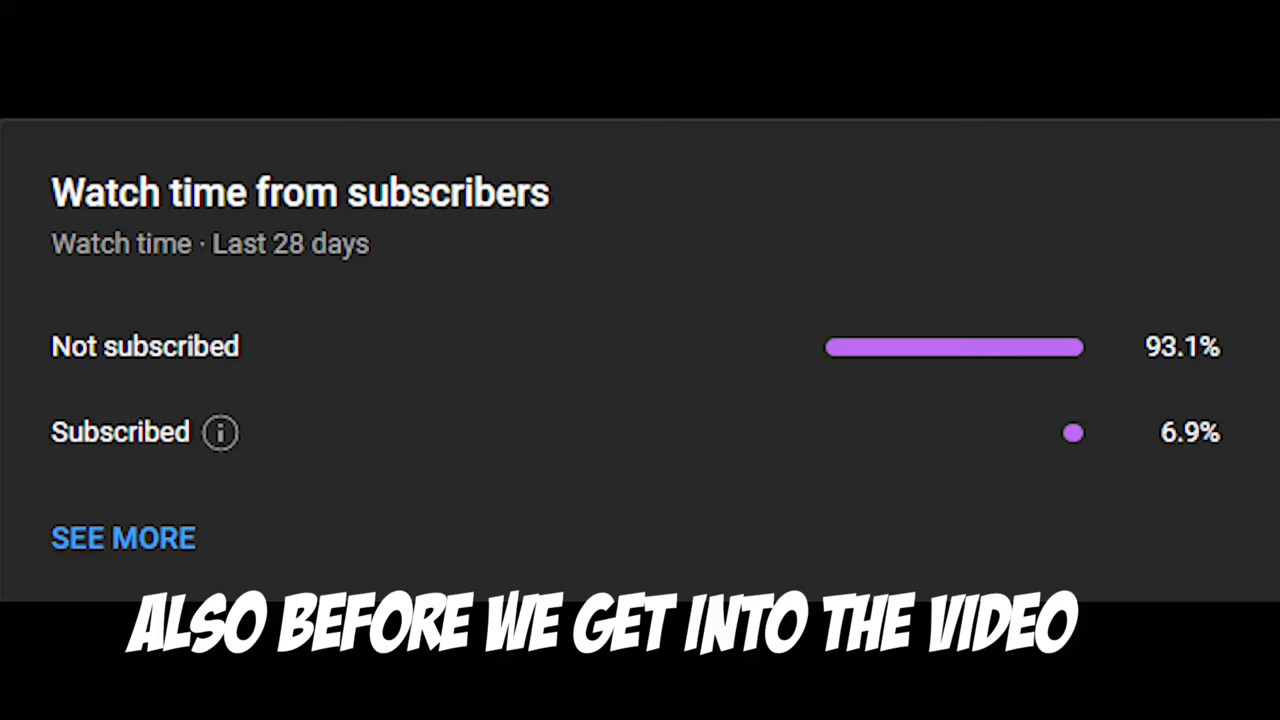 Watch time from subscribers
Watch time · Last 28 days
Not subscribed 93.1%
Subscribed 6.9%
SEE MORE
ALSO BEFORE WE GET INTO THE VIDEO